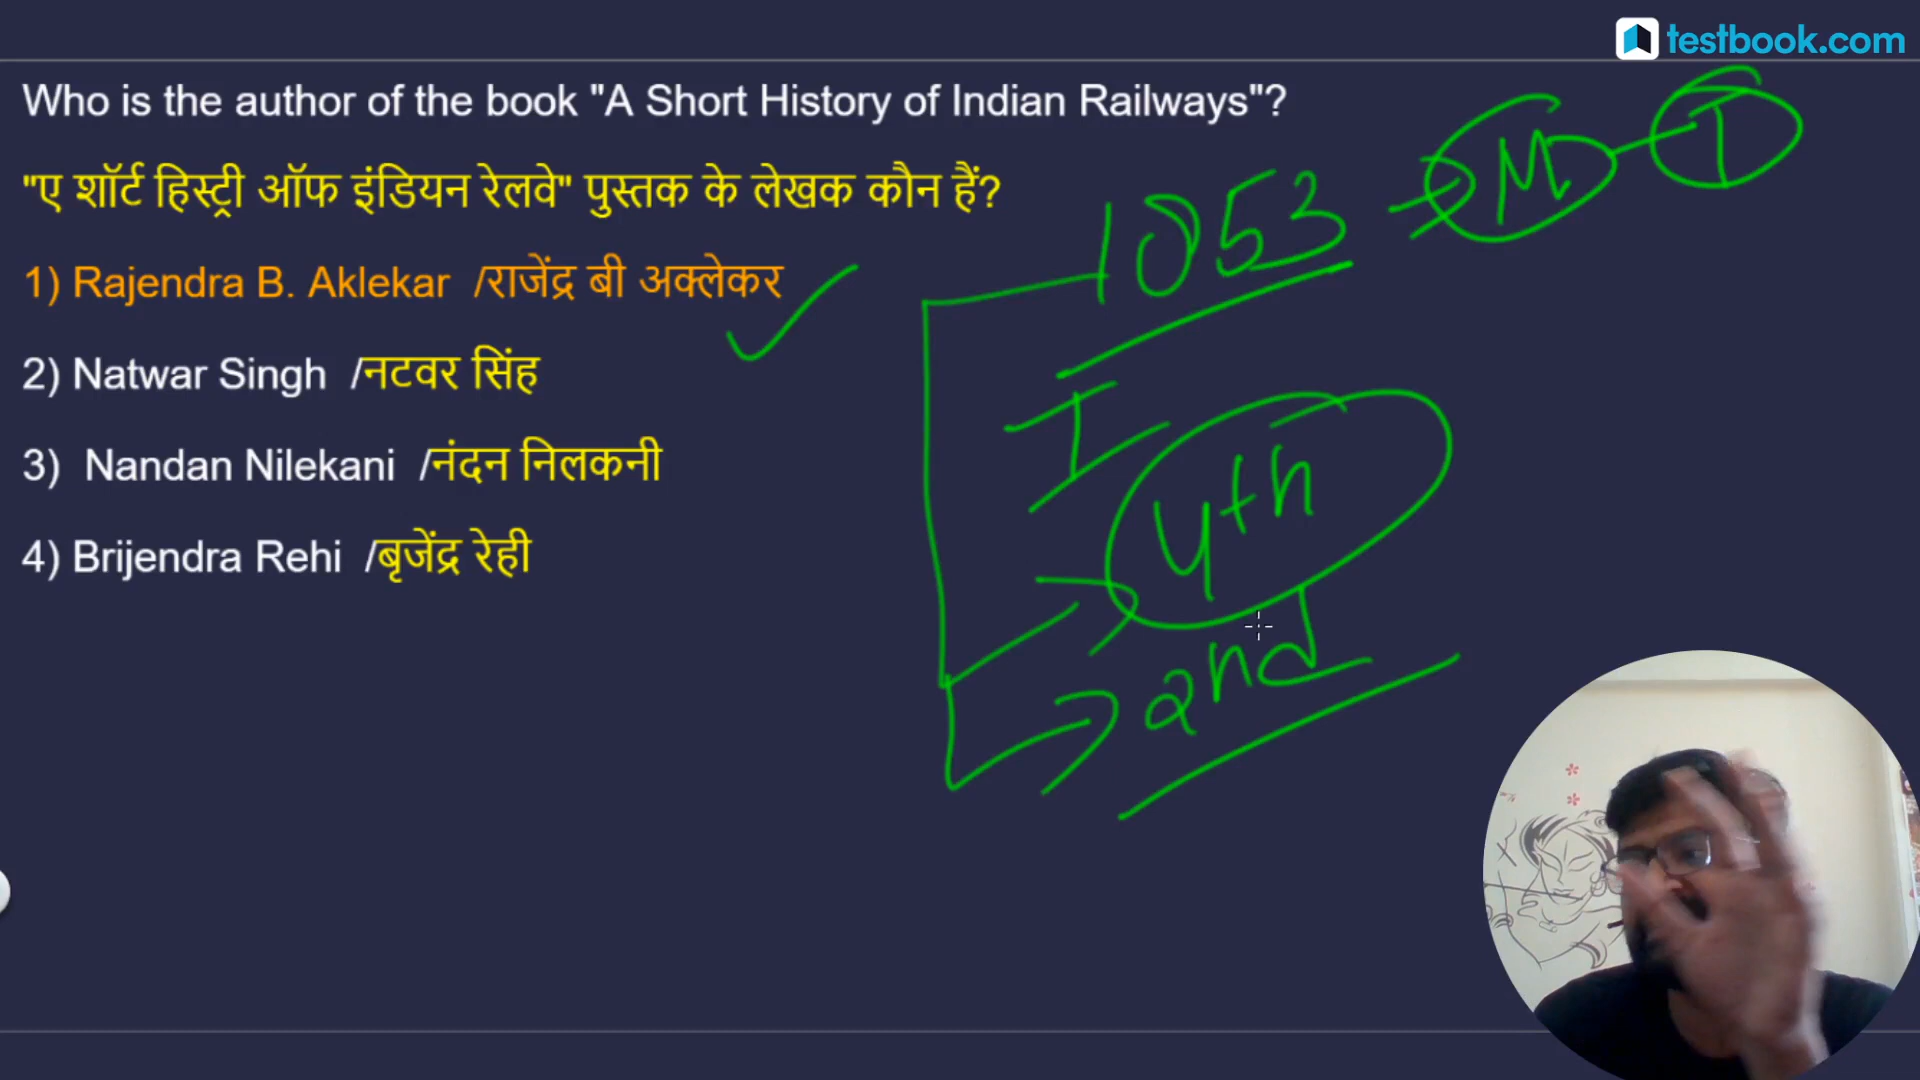 testbook.com
Who is the author of the book "A Short History of Indian Railways"?
"ए शॉर्ट हिस्ट्री ऑफ इंडियन रेलवे" पुस्तक के लेखक कौन हैं?
1) Rajendra B. Aklekar /राजेंद्र बी अक्लेकर
2) Natwar Singh /नटवर सिंह
3) Nandan Nilekani /नंदन निलकनी
4) Brijendra Rehi /बृजेंद्र रेही
1853 M T
I
4th
2nd